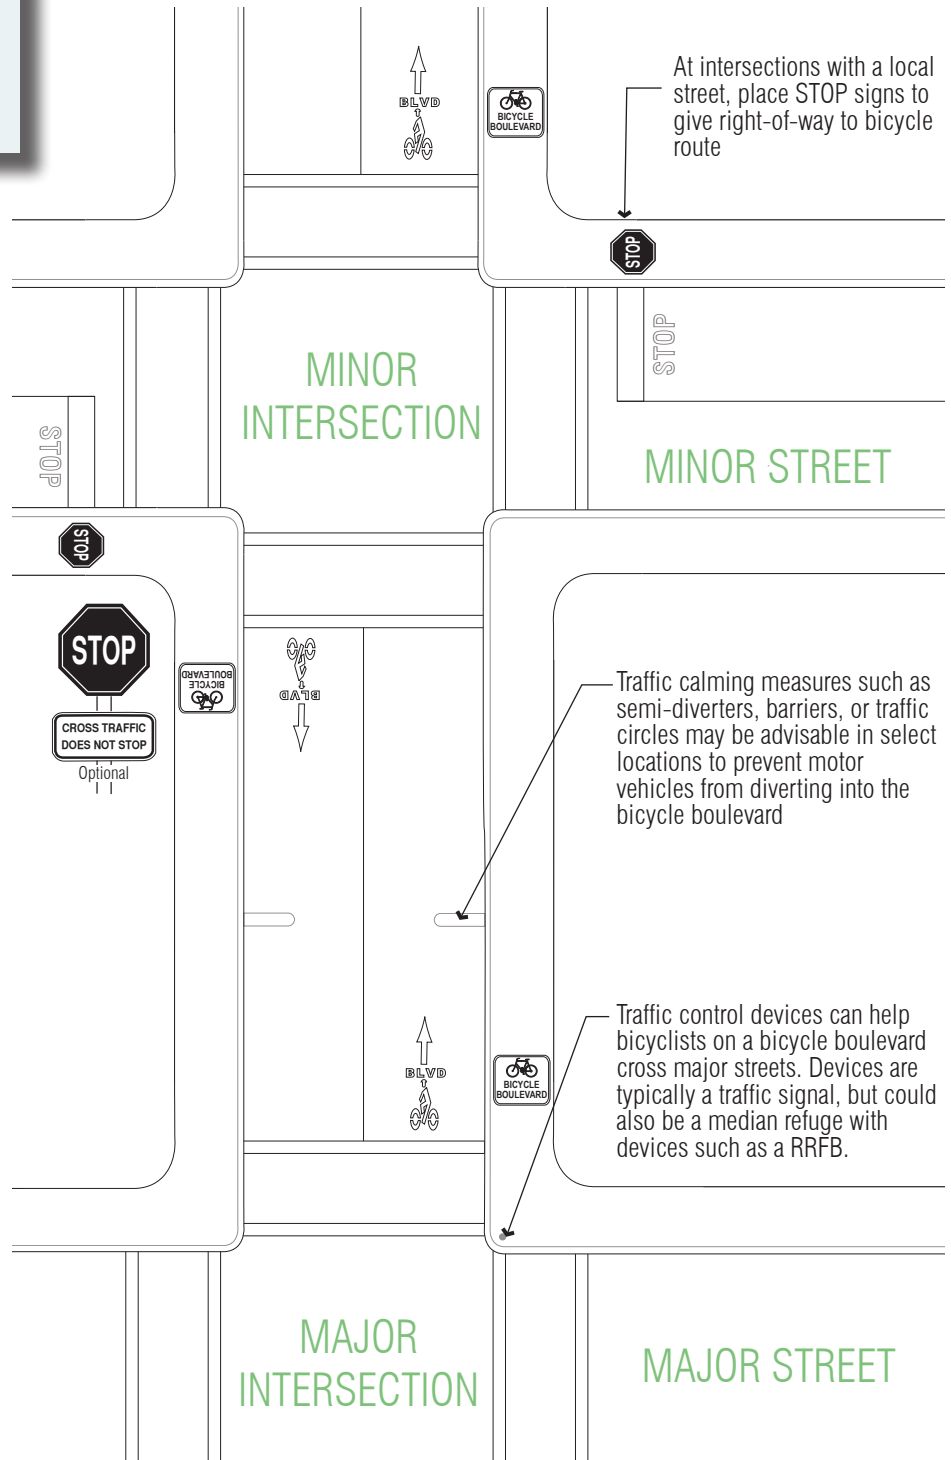 BLVD
BICYCLE
BOULEVARD
At intersections with a local
street, place STOP signs to
give right-of-way to bicycle
route
STOP
STOP
MINOR
INTERSECTION
STOP
MINOR STREET
STOP
STOP
CROSS TRAFFIC
DOES NOT STOP
Optional
BICYCLE
BOULEVARD
BLVD
Traffic calming measures such as
semi-diverters, barriers, or traffic
circles may be advisable in select
locations to prevent motor
vehicles from diverting into the
bicycle boulevard
Traffic control devices can help
bicyclists on a bicycle boulevard
cross major streets. Devices are
typically a traffic signal, but could
also be a median refuge with
devices such as a RRFB.
BLVD
BICYCLE
BOULEVARD
MAJOR
INTERSECTION
MAJOR STREET